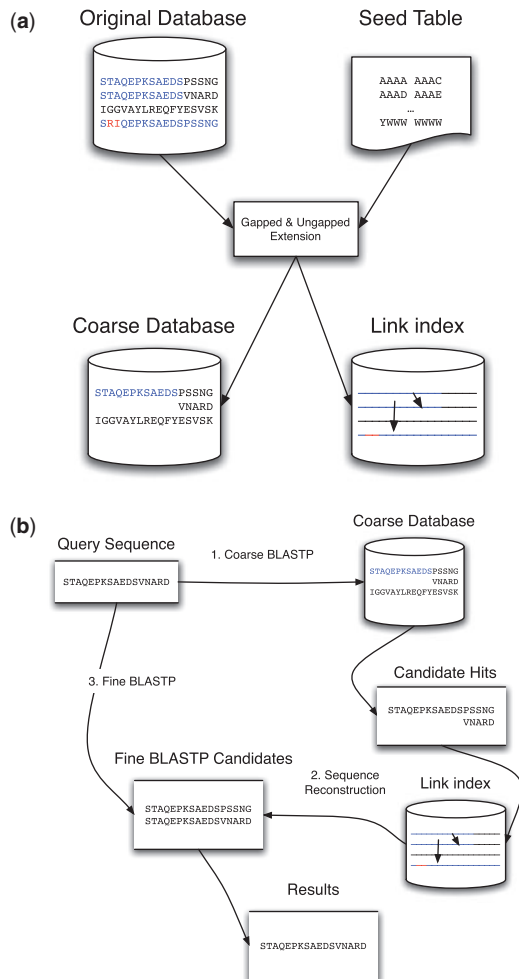 (a)
Original Database
Seed Table
STAQEPKSAEDSPSSNG
STAQEPKSAEDSVNARD
IGGVAYLREQFYESVSK
SRIQEPKSAEDSPSSNG
AAAA AAAC
AAAD AAAE
…
YWWW WWWW
Gapped & Ungapped
Extension
Coarse Database
Link index
STAQEPKSAEDSPSSNG
VNARD
IGGVAYLREQFYESVSK
(b)
Coarse Database
Query Sequence
1. Coarse BLASTP
STAQEPKSAEDSVNARD
STAQEPKSAEDSPSSNG
VNARD
IGGVAYLREQFYESVSK
3. Fine BLASTP
Candidate Hits
STAQEPKSAEDSPSSNG
VNARD
Fine BLASTP Candidates
2. Sequence
Reconstruction
Link index
STAQEPKSAEDSPSSNG
STAQEPKSAEDSVNARD
Results
STAQEPKSAEDSVNARD